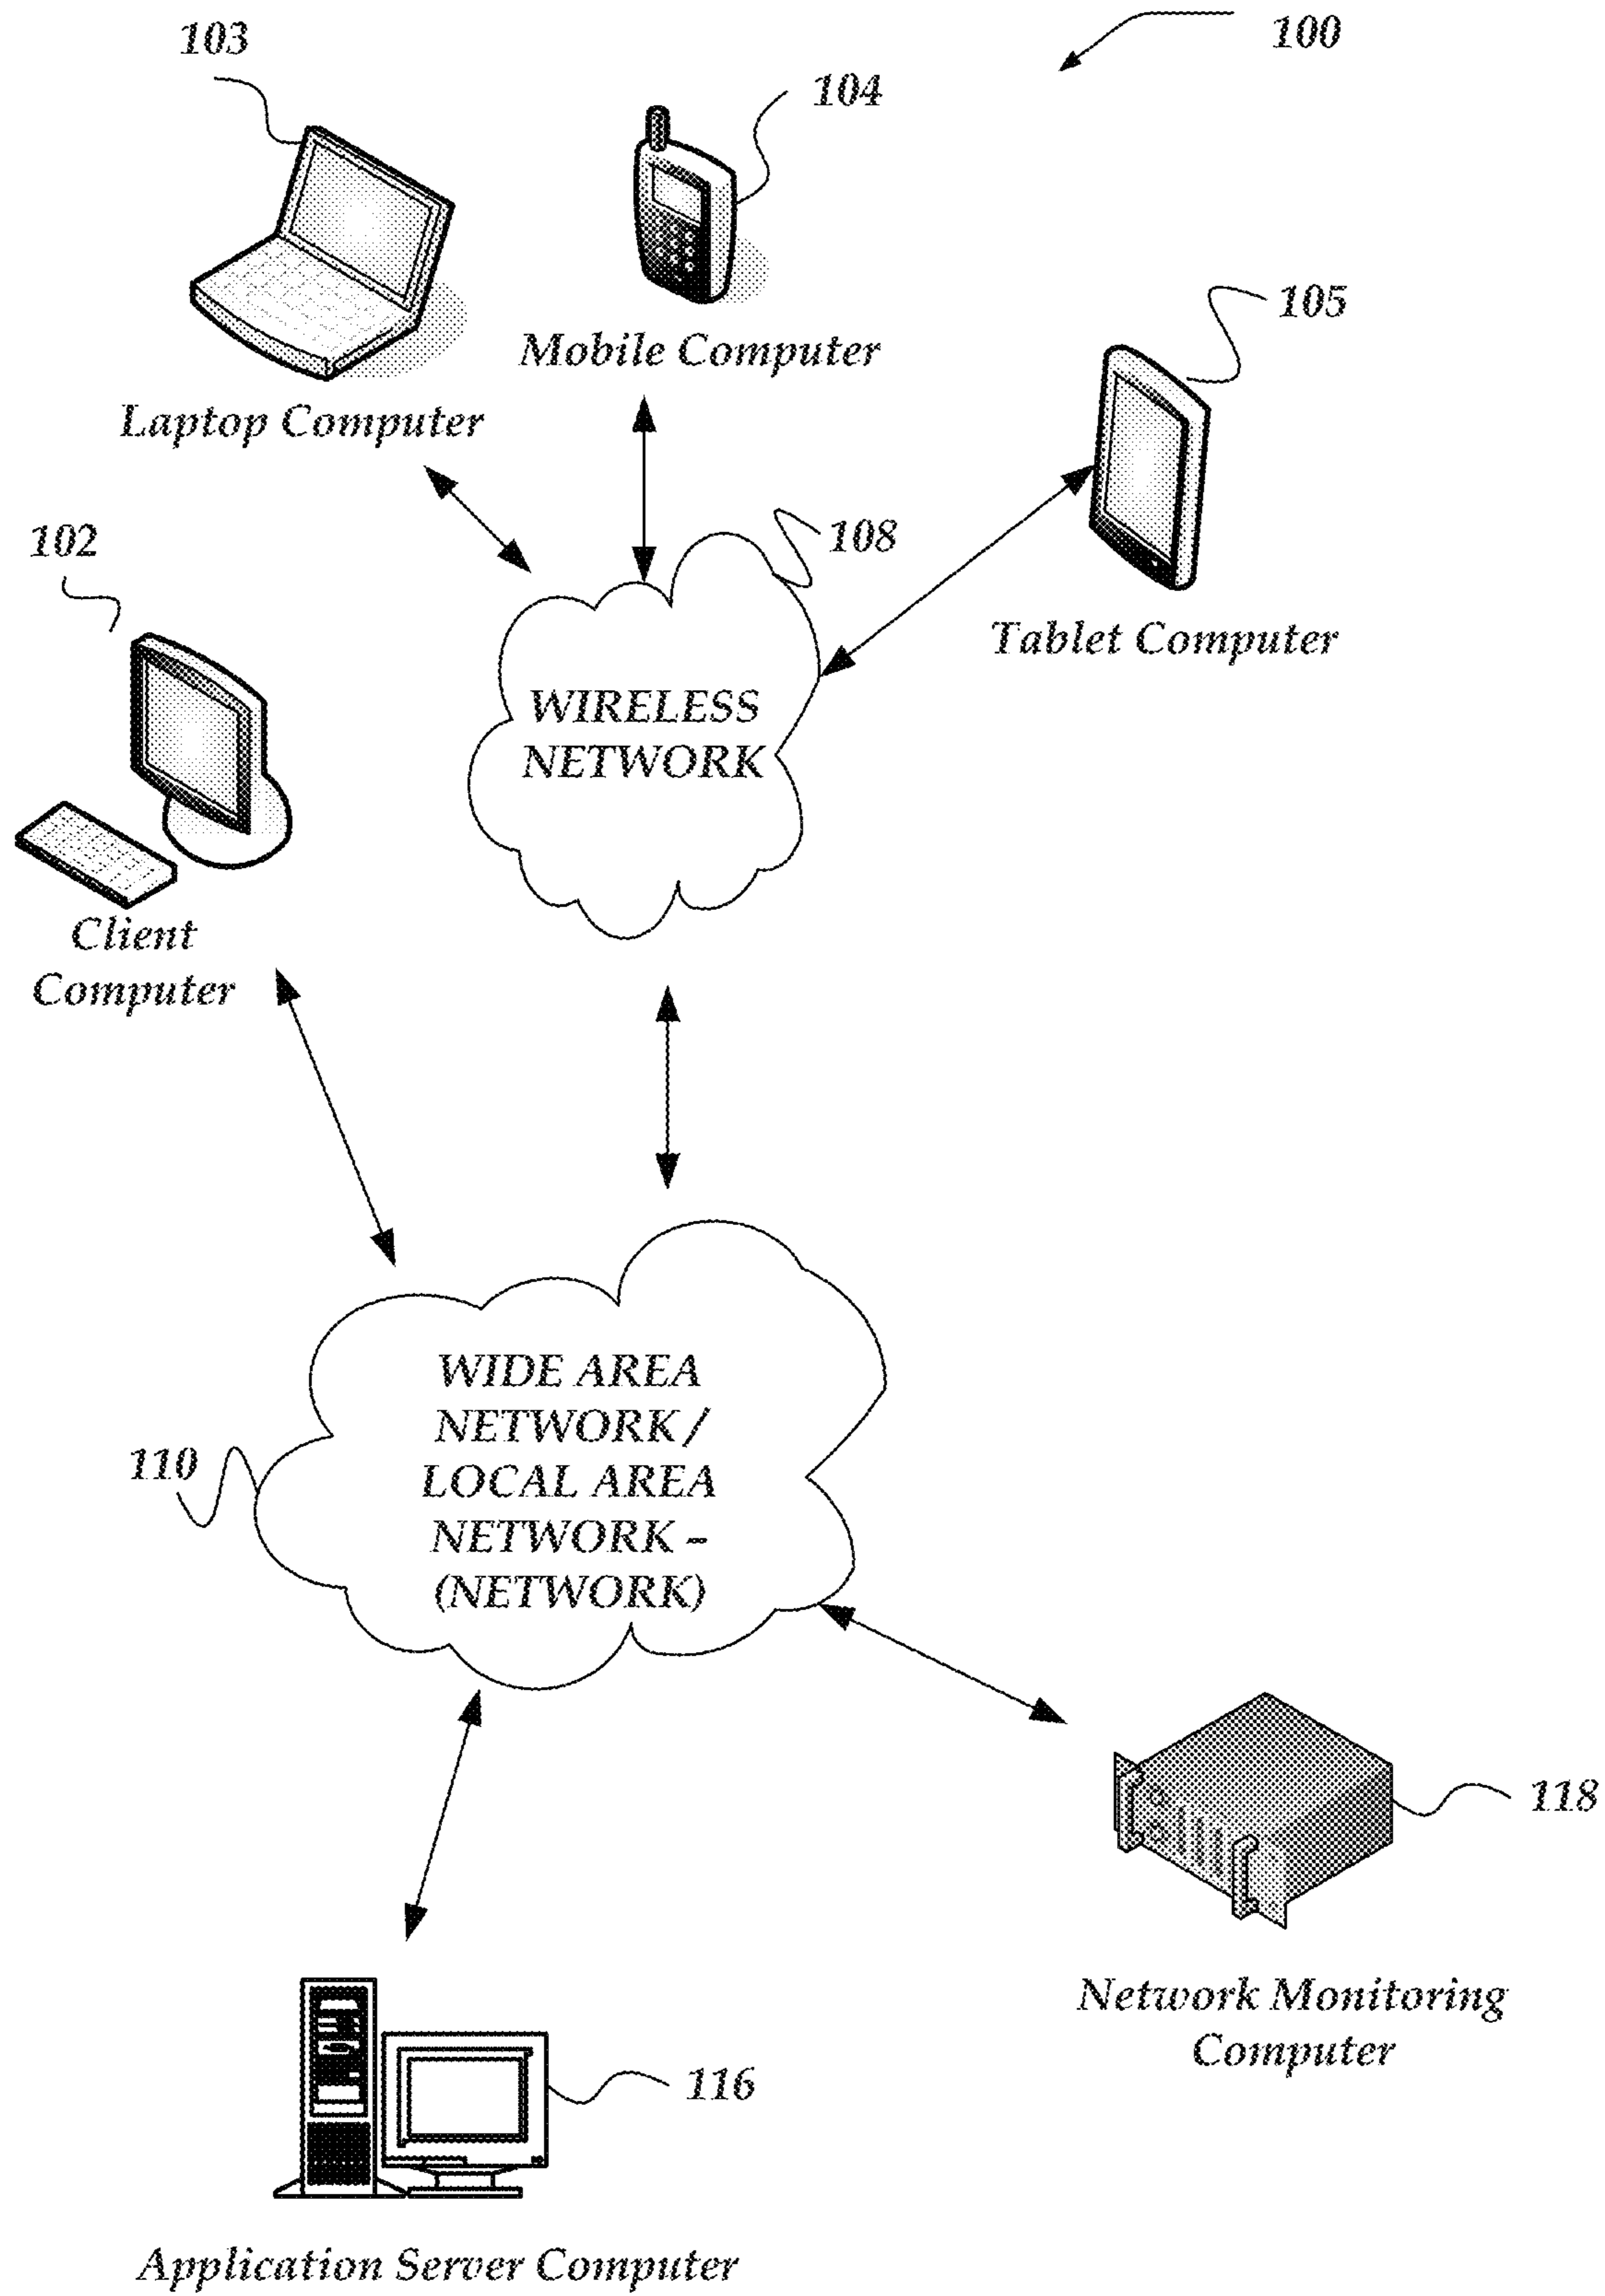 100
103
104
Mobile Computer
105
Laptop Computer
102
108
Tablet Computer
WIRELESS
NETWORK
Client
Computer
WIDE AREA
NETWORK /
LOCAL AREA
NETWORK –
(NETWORK)
110
118
Network Monitoring
Computer
116
Application Server Computer